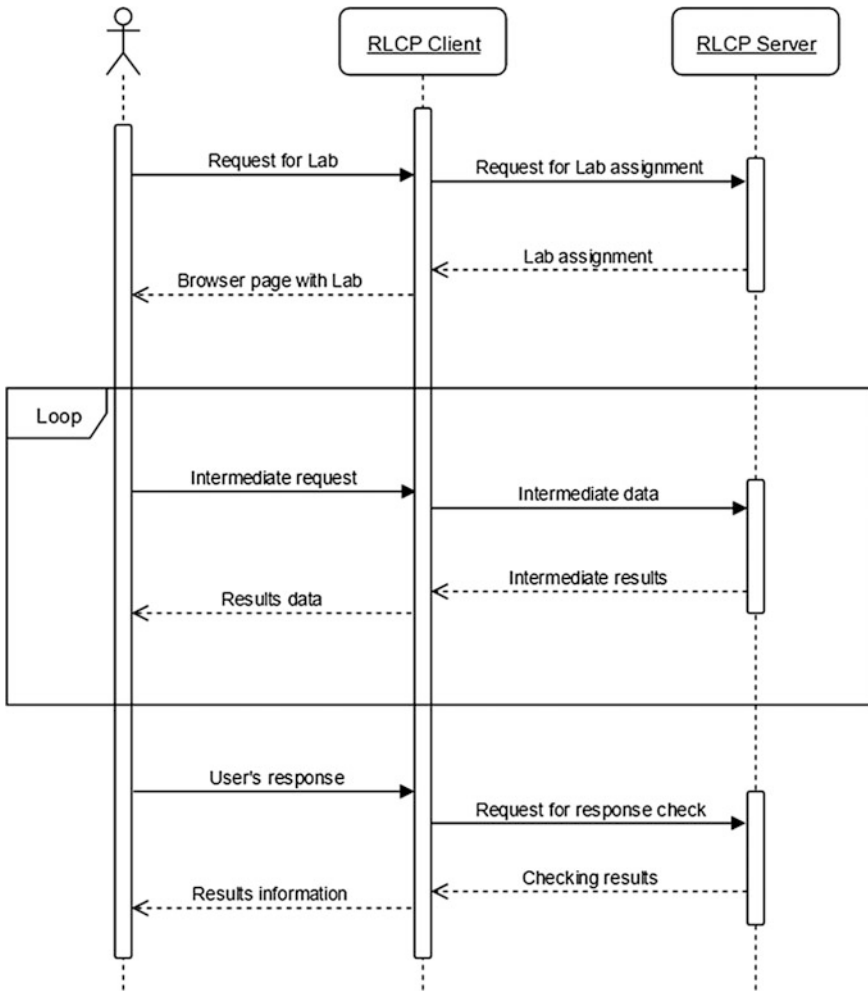 RLCP Client
RLCP Server
Request for Lab
Request for Lab assignment
Lab assignment
Browser page with Lab
Loop
Intermediate request
Intermediate data
Intermediate results
Results data
User's response
Request for response check
Checking results
Results information